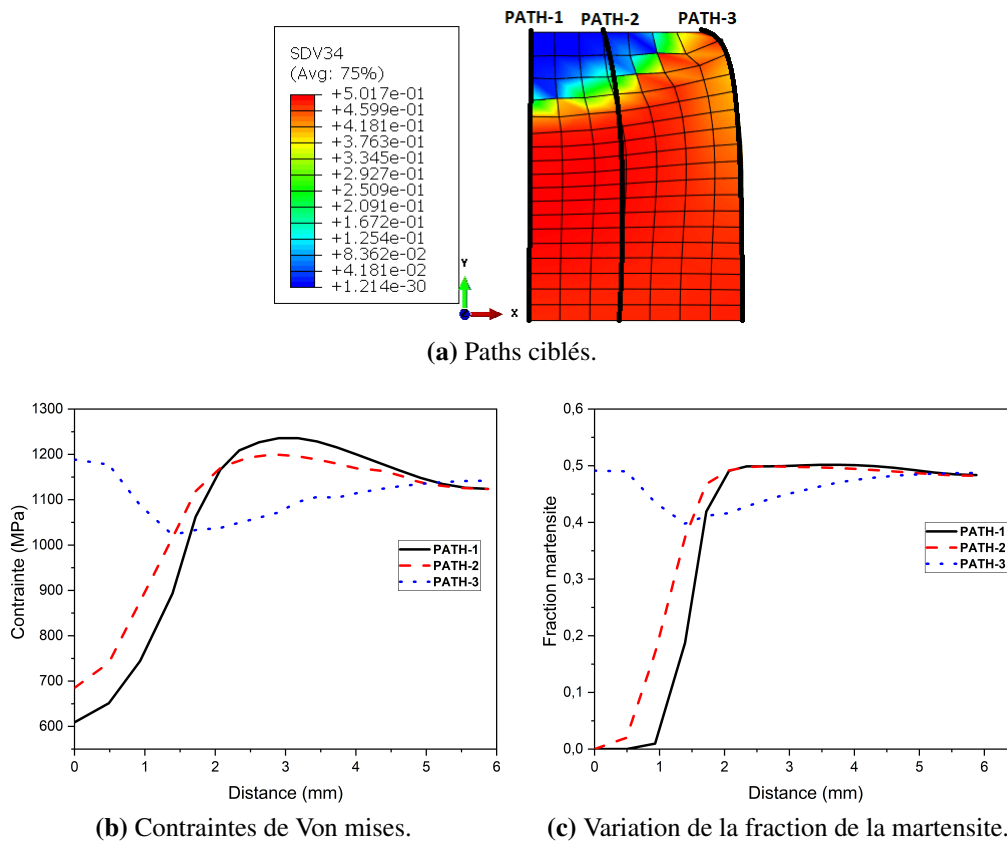 PATH-1 PATH-2 PATH-3
SDV34
(Avg: 75%)
+5.017e-01
+4.599e-01
+4.181e-01
+3.763e-01
+3.345e-01
+2.927e-01
+2.509e-01
+2.091e-01
+1.672e-01
+1.254e-01
+8.362e-02
+4.181e-02
+1.214e-30
Y
X
(a) Paths ciblés.
1300
1200
1100
1000
900
800
700
600
0 1 2 3 4 5 6
Contrainte (MPa)
Distance (mm)
PATH-1
PATH-2
PATH-3
(b) Contraintes de Von mises.
0,6
0,5
0,4
0,3
0,2
0,1
0,0
0 1 2 3 4 5 6
Fraction martensite
Distance (mm)
PATH-1
PATH-2
PATH-3
(c) Variation de la fraction de la martensite.